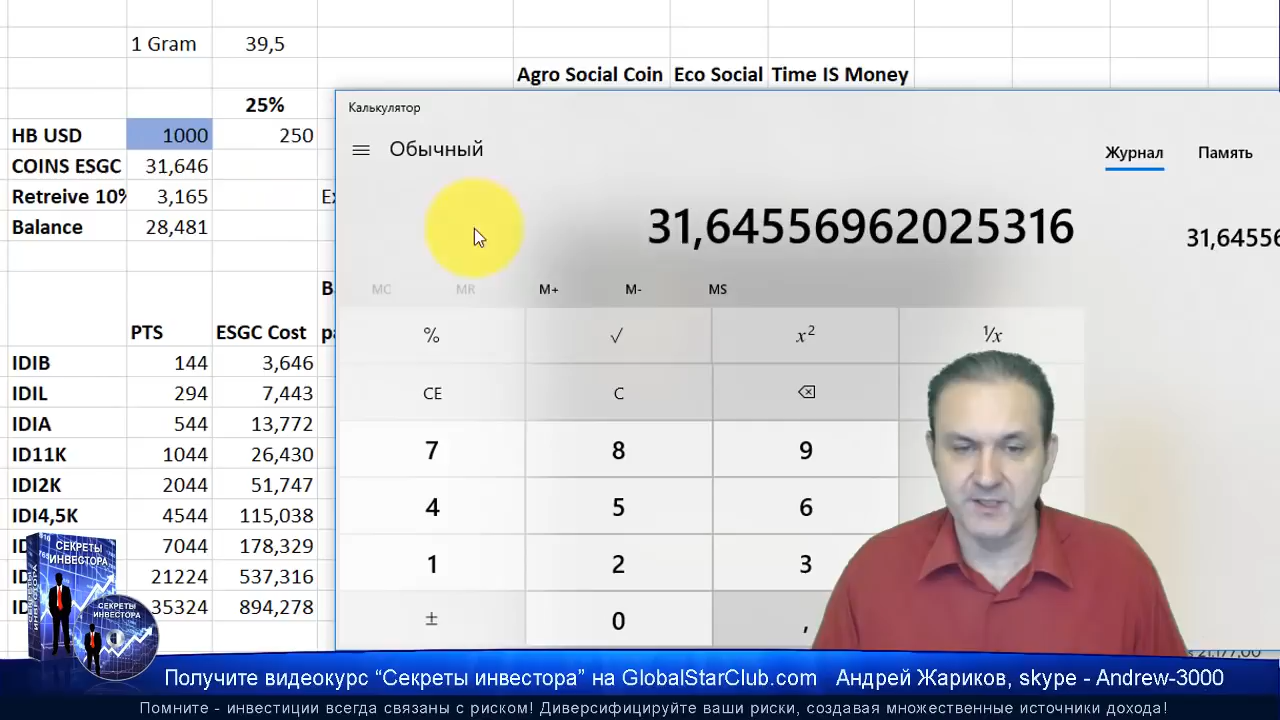 1 Gram 39,5
Agro Social Coin Eco Social Time IS Money
25%
HB USD 1000 250
COINS ESGC 31,646
Retreive 10% 3,165
Balance 28,481
Калькулятор
Обычный
Журнал Память
31,64556962025316
31,64556
MC MR M+ M- MS
% √ x² ¹/x
CE C
7 8 9
4 5 6
1 2 3
± 0 ,
PTS ESGC Cost
IDIB 144 3,646
IDIL 294 7,443
IDIA 544 13,772
ID11K 1044 26,430
IDI2K 2044 51,747
IDI4,5K 4544 115,038
7044 178,329
21224 537,316
35324 894,278
СЕКРЕТЫ
ИНВЕСТОРА
СЕКРЕТЫ
ИНВЕСТОРА
Получите видеокурс “Секреты инвестора” на GlobalStarClub.com Андрей Жариков, skype - Andrew-3000
Помните - инвестиции всегда связаны с риском! Диверсифицируйте ваши риски, создавая множественные источники дохода!